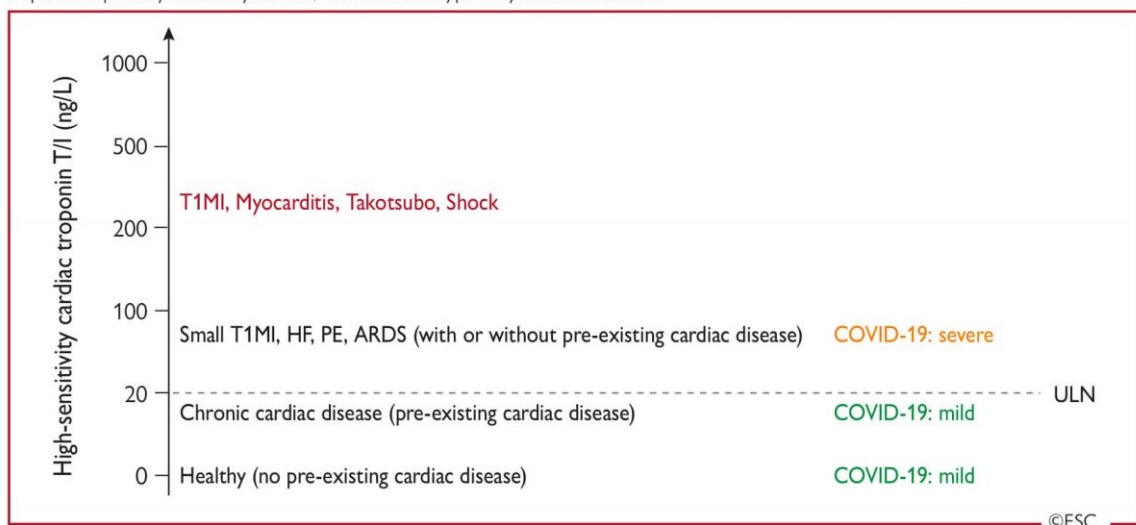 High-sensitivity cardiac troponin T/I (ng/L)
1000
500
T1MI, Myocarditis, Takotsubo, Shock
200
100
Small T1MI, HF, PE, ARDS (with or without pre-existing cardiac disease) COVID-19: severe
20 ULN
Chronic cardiac disease (pre-existing cardiac disease) COVID-19: mild
0 Healthy (no pre-existing cardiac disease) COVID-19: mild
©ESC